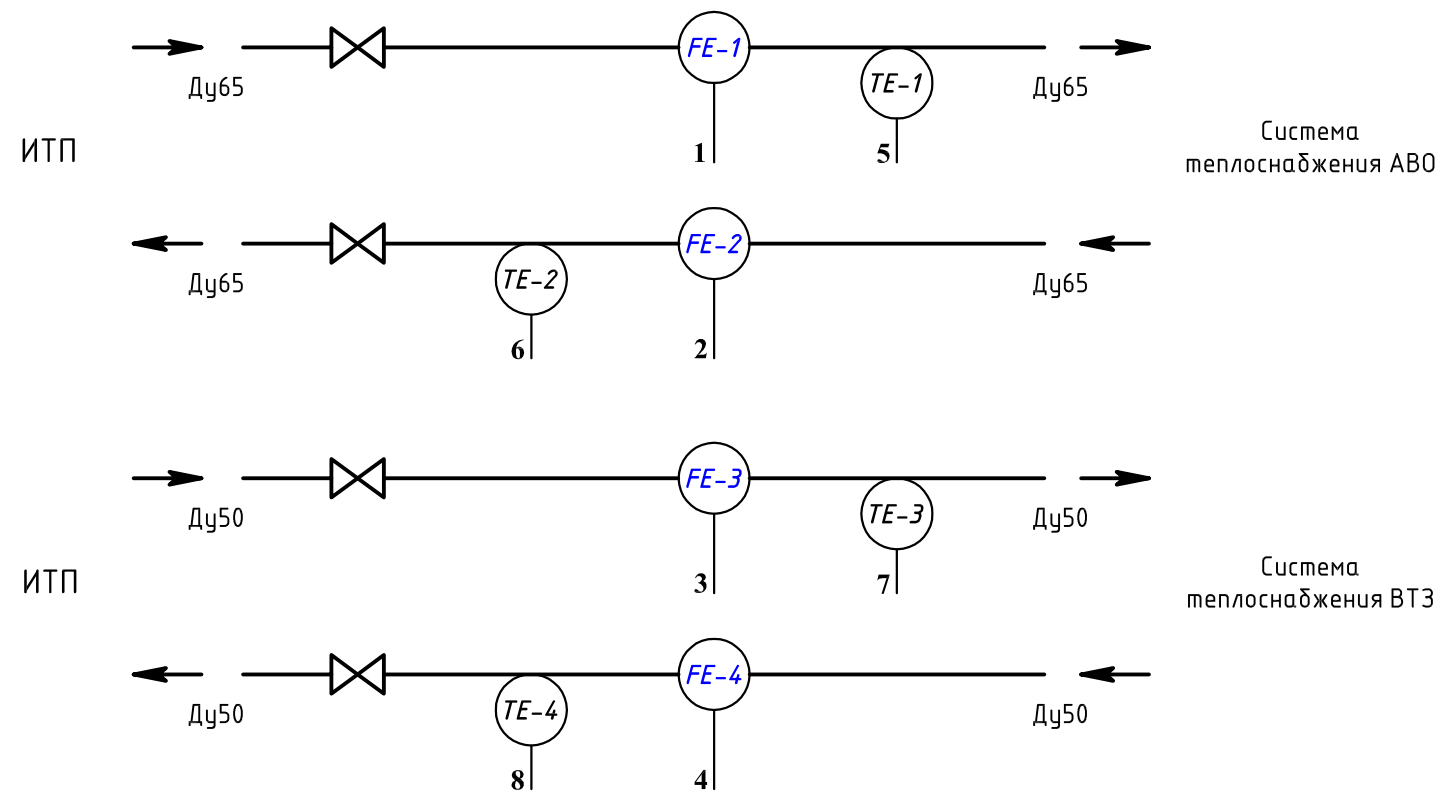 FE-1
TE-1
Ду65
Ду65
1
5
ИТП
Система
теплоснабжения АВО
FE-2
TE-2
Ду65
Ду65
6
2
FE-3
TE-3
Ду50
Ду50
3
7
ИТП
Система
теплоснабжения ВТЗ
FE-4
TE-4
Ду50
Ду50
8
4